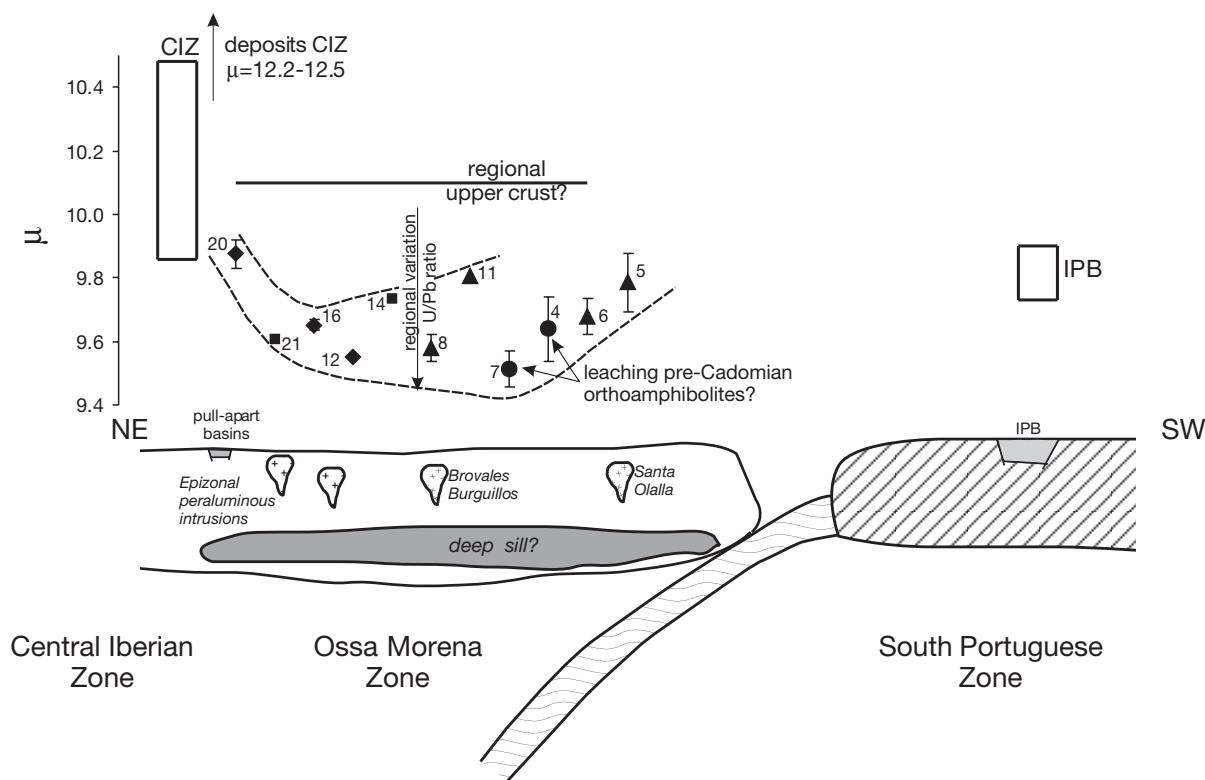 CIZ
deposits CIZ
μ=12.2-12.5
10.4
10.2
10.0
9.8
9.6
9.4
μ
regional
upper crust?
regional variation
U/Pb ratio
20
21
16
12
14
11
8
7
4
6
5
IPB
leaching pre-Cadomian
orthoamphibolites?
NE
SW
pull-apart
basins
IPB
Epizonal
peraluminous
intrusions
Brovales
Burguillos
Santa
Olalla
deep sill?
Central Iberian
Zone
Ossa Morena
Zone
South Portuguese
Zone